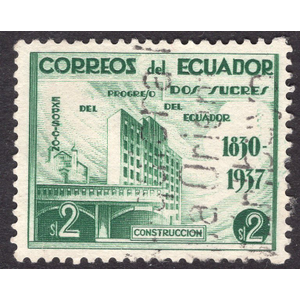 CORREOS del ECUADOR
PROGRESO DOS SUCRES
DEL DEL
EXPOSICION ECUADOR
1830
1937
S/ 2 CONSTRUCCION S/ 2